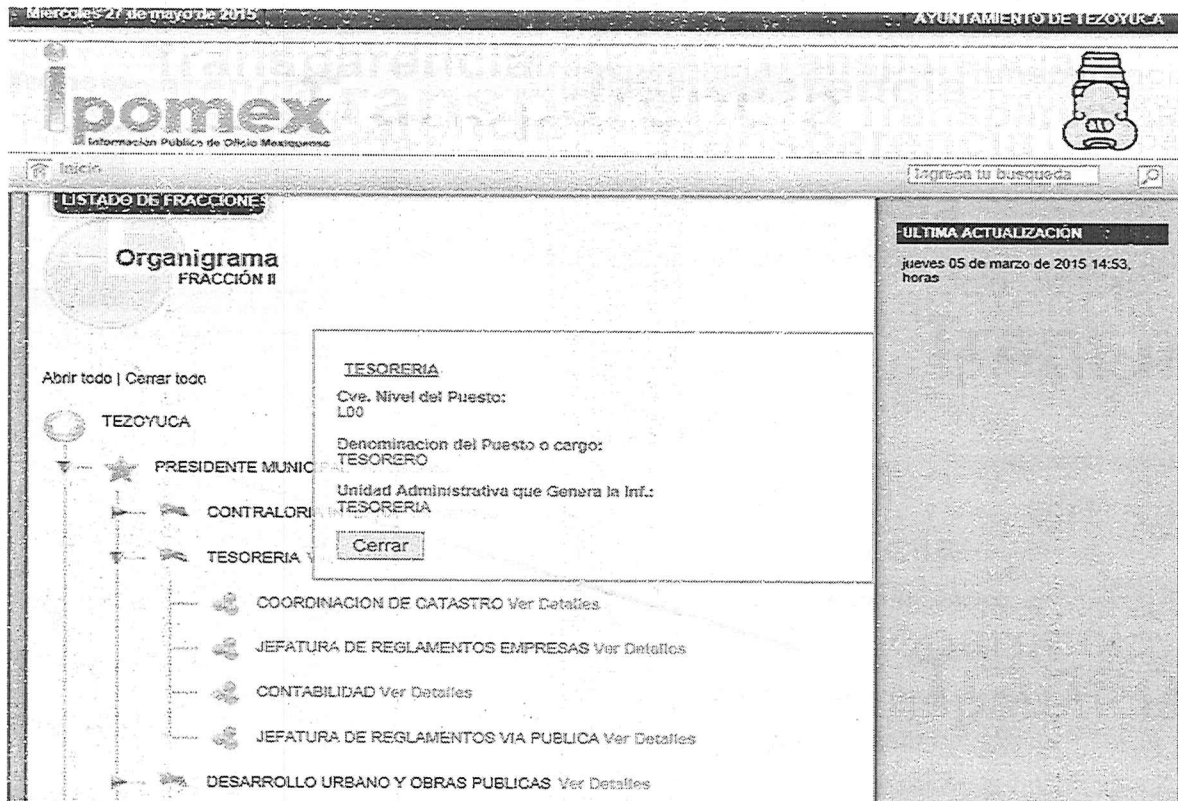 Miércoles 27 de mayo de 2015
AYUNTAMIENTO DE TEZOYUCA
ipomex
Información Pública de Oficio Mexiquense
Inicio
Ingresa tu busqueda
LISTADO DE FRACCIONES
Organigrama
FRACCIÓN II
ULTIMA ACTUALIZACIÓN
jueves 05 de marzo de 2015 14:53,
horas
Abrir todo | Cerrar todo
TESORERIA
Cve. Nivel del Puesto:
L00
Denominacion del Puesto o cargo:
TESORERO
Unidad Administrativa que Genera la Inf.:
TESORERIA
Cerrar
TEZOYUCA
PRESIDENTE MUNICIPAL
CONTRALORIA
TESORERIA
COORDINACION DE CATASTRO Ver Detalles
JEFATURA DE REGLAMENTOS EMPRESAS Ver Detalles
CONTABILIDAD Ver Detalles
JEFATURA DE REGLAMENTOS VIA PUBLICA Ver Detalles
DESARROLLO URBANO Y OBRAS PUBLICAS Ver Detalles